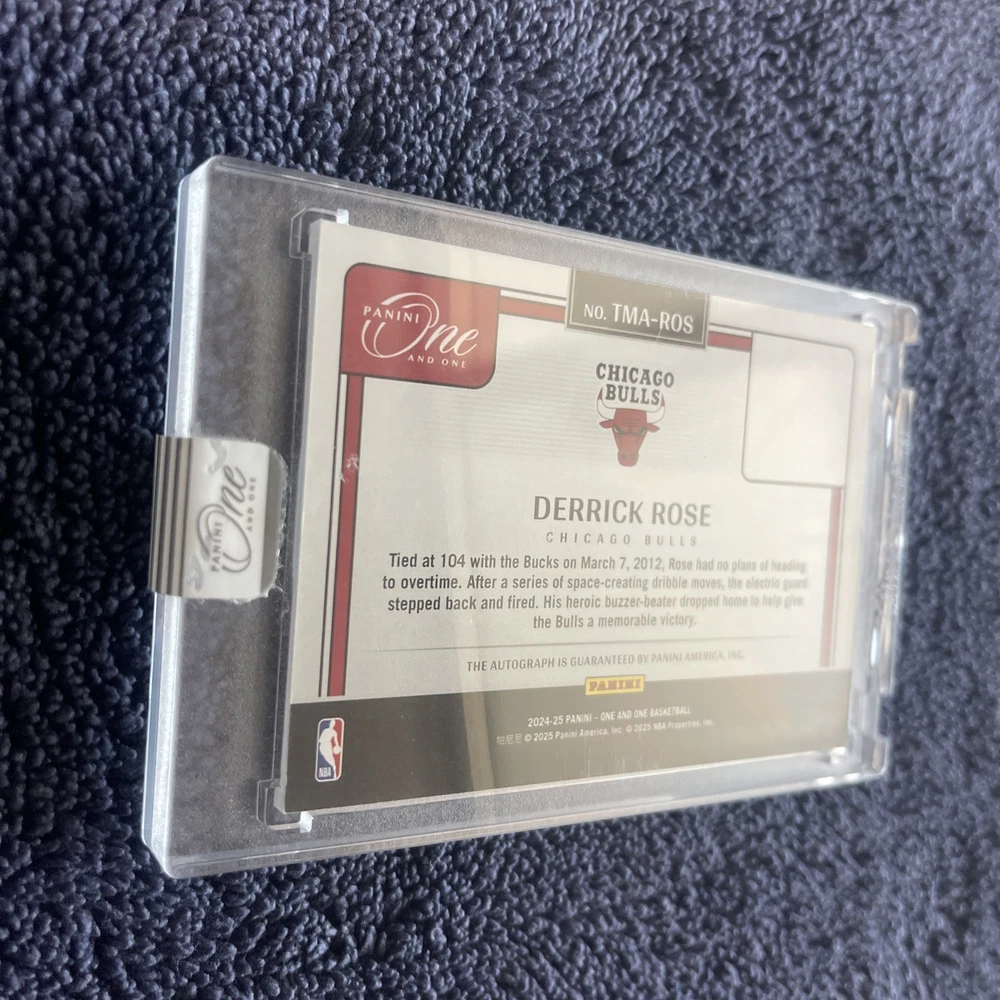 PANINI
One
AND ONE
NO. TMA-ROS
CHICAGO
BULLS
DERRICK ROSE
CHICAGO BULLS
Tied at 104 with the Bucks on March 7, 2012, Rose had no plans of heading
to overtime. After a series of space-creating dribble moves, the electric guard
stepped back and fired. His heroic buzzer-beater dropped home to help give
the Bulls a memorable victory.
THE AUTOGRAPH IS GUARANTEED BY PANINI AMERICA, INC.
PANINI
2024-25 PANINI – ONE AND ONE BASKETBALL
帕尼尼 © 2025 Panini America, Inc. © 2025 NBA Properties, Inc.
NBA
PANINI
One
AND ONE